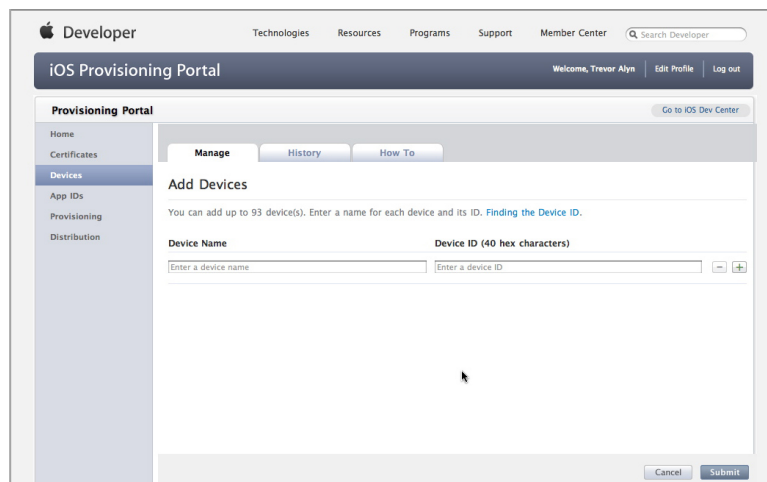 Developer
Technologies Resources Programs Support Member Center Search Developer
iOS Provisioning Portal
Welcome, Trevor Alyn Edit Profile Log out
Provisioning Portal
Go to iOS Dev Center
Home
Certificates
Devices
App IDs
Provisioning
Distribution
Manage History How To
Add Devices
You can add up to 93 device(s). Enter a name for each device and its ID. Finding the Device ID.
Device Name Device ID (40 hex characters)
Enter a device name Enter a device ID
Cancel Submit